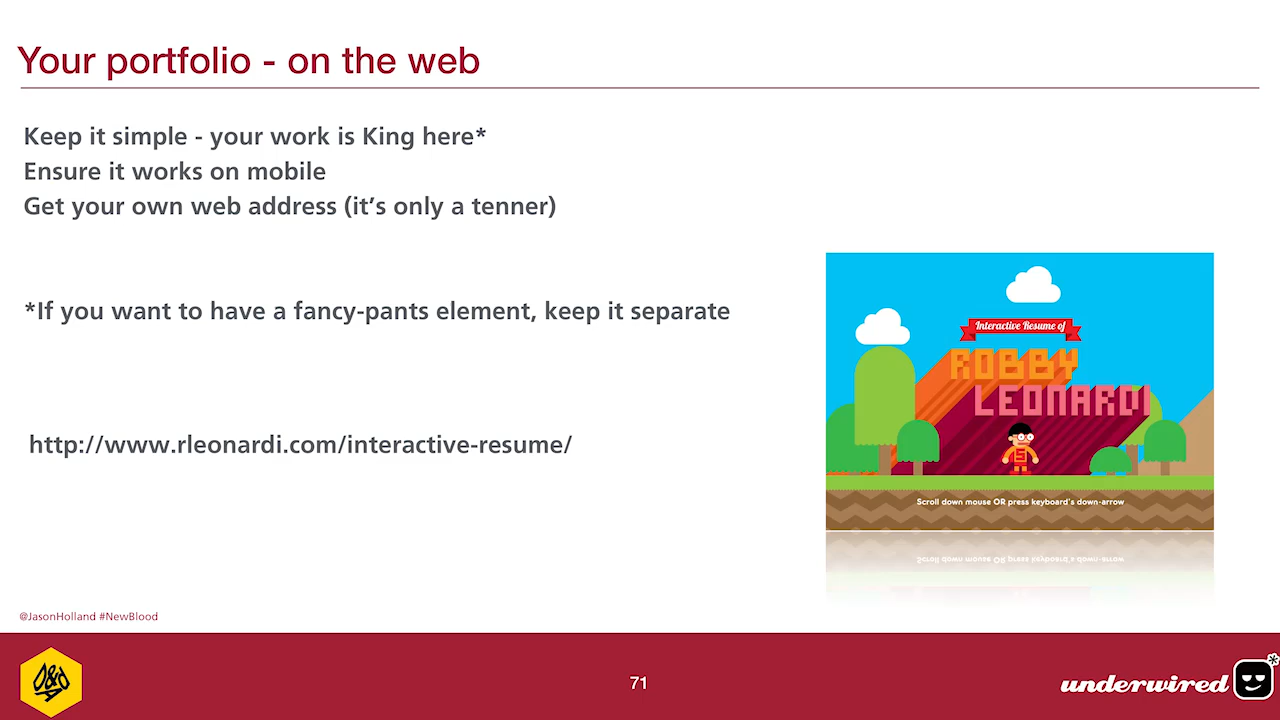 Your portfolio - on the web
Keep it simple - your work is King here*
Ensure it works on mobile
Get your own web address (it’s only a tenner)
*If you want to have a fancy-pants element, keep it separate
http://www.rleonardi.com/interactive-resume/
Interactive Resume of
ROBBY
LEONARDI
Scroll down mouse OR press keyboard's down-arrow
@JasonHolland #NewBlood
D&AD
71
underwired